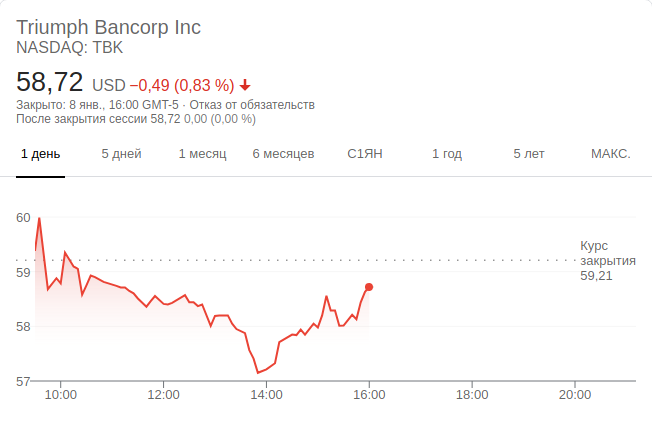 Triumph Bancorp Inc
NASDAQ: TBK
58,72 USD −0,49 (0,83 %)
Закрыто: 8 янв., 16:00 GMT-5 · Отказ от обязательств
После закрытия сессии 58,72 0,00 (0,00 %)
1 день 5 дней 1 месяц 6 месяцев С1ЯН 1 год 5 лет МАКС.
60
Курс
закрытия
59,21
59
58
57
10:00 12:00 14:00 16:00 18:00 20:00